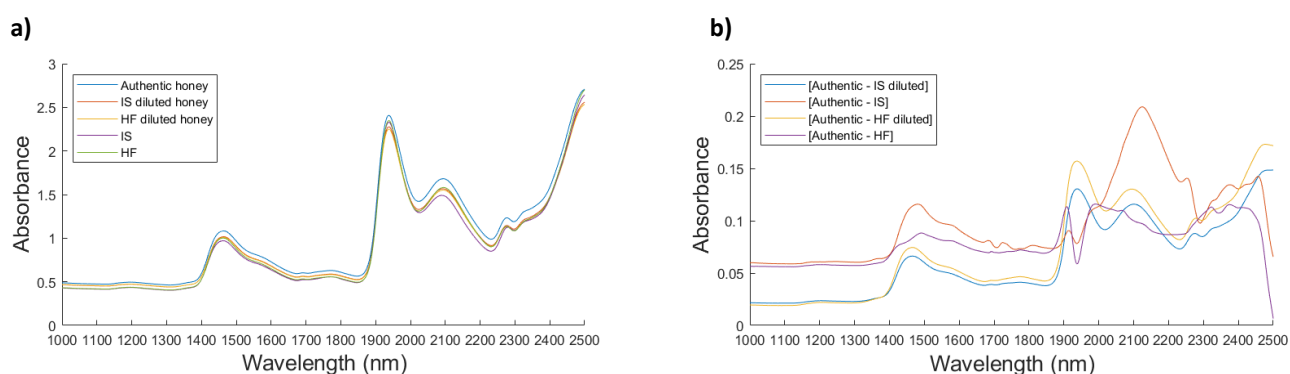 a)
3
2.5
2
1.5
1
0.5
0
Absorbance
Authentic honey
IS diluted honey
HF diluted honey
IS
HF
1000 1100 1200 1300 1400 1500 1600 1700 1800 1900 2000 2100 2200 2300 2400 2500
Wavelength (nm)
b)
0.25
0.2
0.15
0.1
0.05
0
Absorbance
[Authentic - IS diluted]
[Authentic - IS]
[Authentic - HF diluted]
[Authentic - HF]
1000 1100 1200 1300 1400 1500 1600 1700 1800 1900 2000 2100 2200 2300 2400 2500
Wavelength (nm)